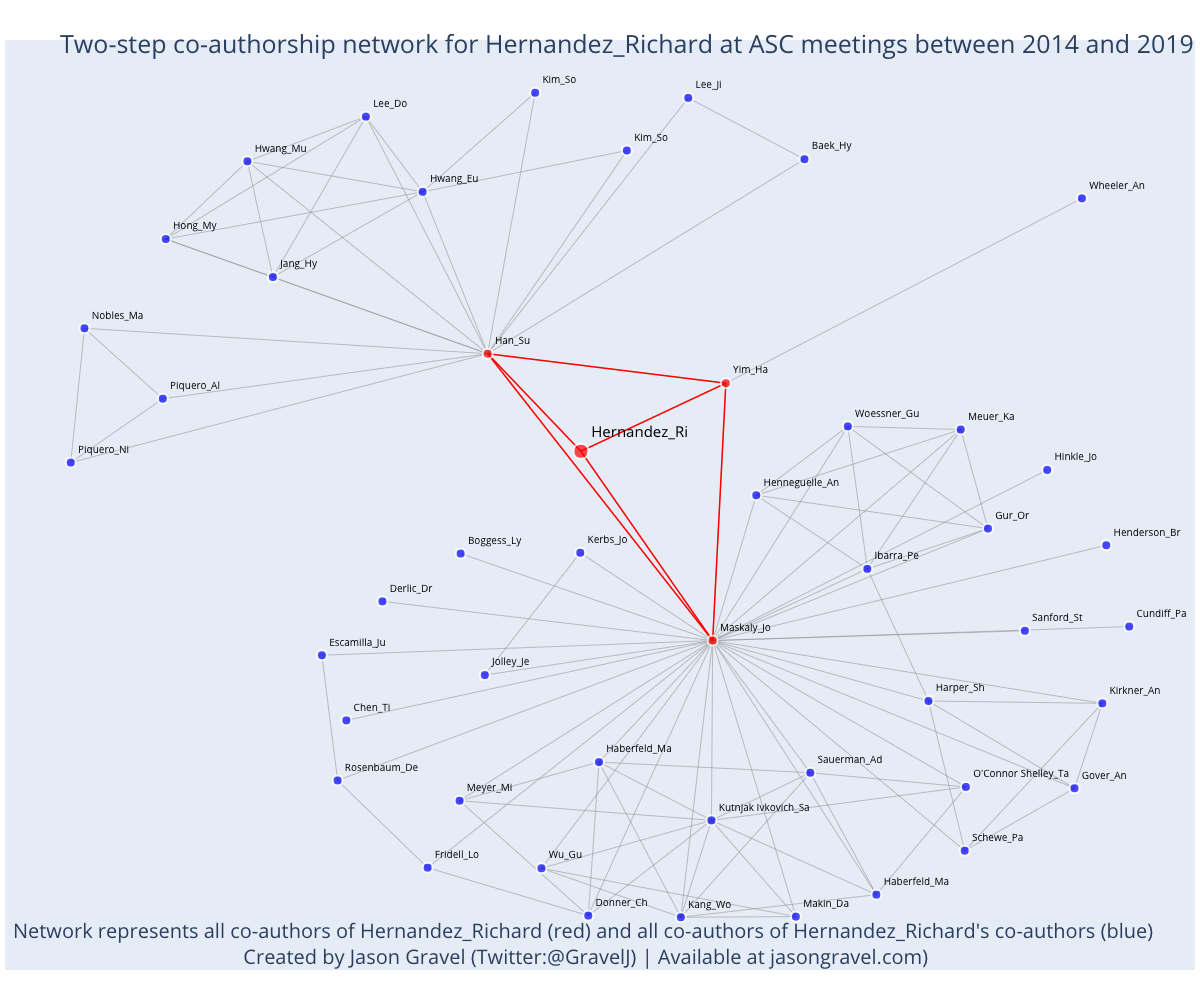 Two-step co-authorship network for Hernandez_Richard at ASC meetings between 2014 and 2019
Kim_So
Lee_Ji
Lee_Do
Kim_So
Baek_Hy
Hwang_Mu
Hwang_Eu
Wheeler_An
Hong_My
Jang_Hy
Nobles_Ma
Han_Su
Yim_Ha
Piquero_Al
Woessner_Gu
Meuer_Ka
Hernandez_Ri
Piquero_Ni
Hinkle_Jo
Henneguelle_An
Gur_Or
Henderson_Br
Boggess_Ly
Kerbs_Jo
Ibarra_Pe
Derlic_Dr
Maskaly_Jo
Sanford_St
Cundiff_Pa
Escamilla_Ju
Jolley_Je
Harper_Sh
Kirkner_An
Chen_Ti
Haberfeld_Ma
Sauerman_Ad
Rosenbaum_De
O'Connor Shelley_Ta
Gover_An
Meyer_Mi
Kutnjak Ivkovich_Sa
Schewe_Pa
Fridell_Lo
Wu_Gu
Haberfeld_Ma
Donner_Ch
Kang_Wo
Makin_Da
Network represents all co-authors of Hernandez_Richard (red) and all co-authors of Hernandez_Richard's co-authors (blue)
Created by Jason Gravel (Twitter:@GravelJ) | Available at jasongravel.com)